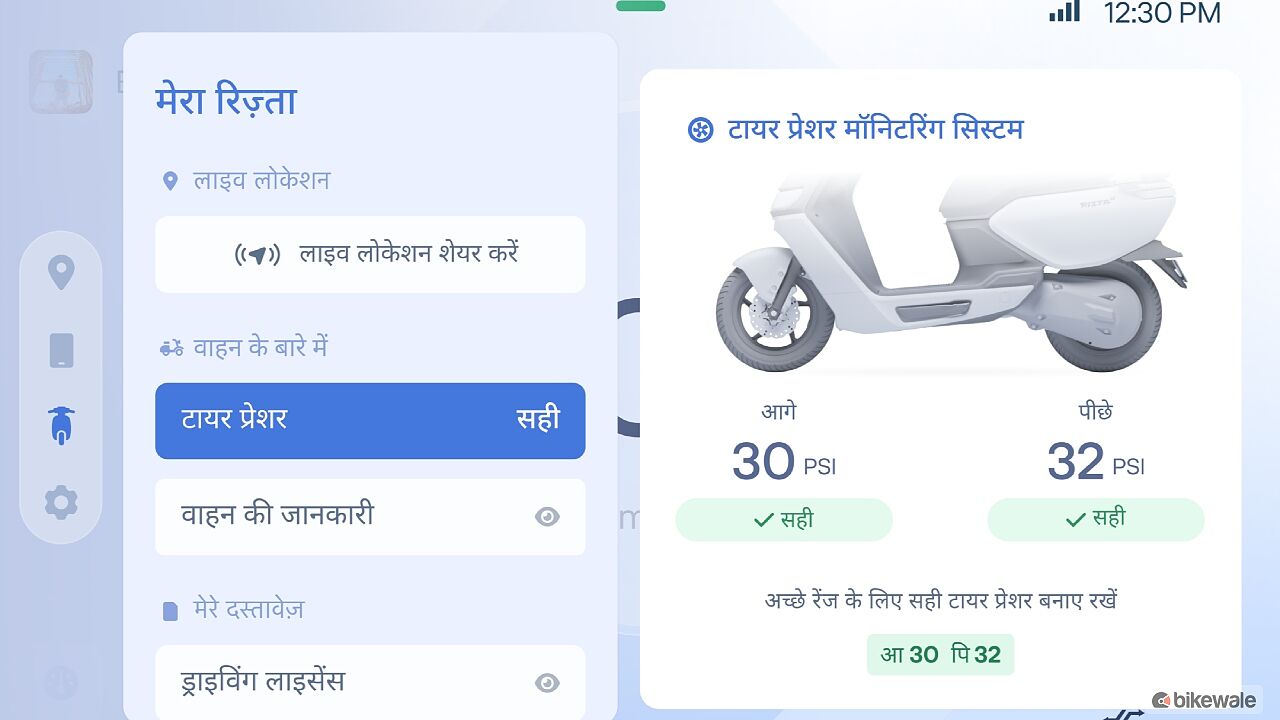 12:30 PM
मेरा रिज़्ता
लाइव लोकेशन
लाइव लोकेशन शेयर करें
वाहन के बारे में
टायर प्रेशर सही
वाहन की जानकारी
मेरे दस्तावेज़
ड्राइविंग लाइसेंस
टायर प्रेशर मॉनिटरिंग सिस्टम
RIZTA
आगे पीछे
30 PSI 32 PSI
सही सही
अच्छे रेंज के लिए सही टायर प्रेशर बनाए रखें
आ 30 पि 32
bikewale